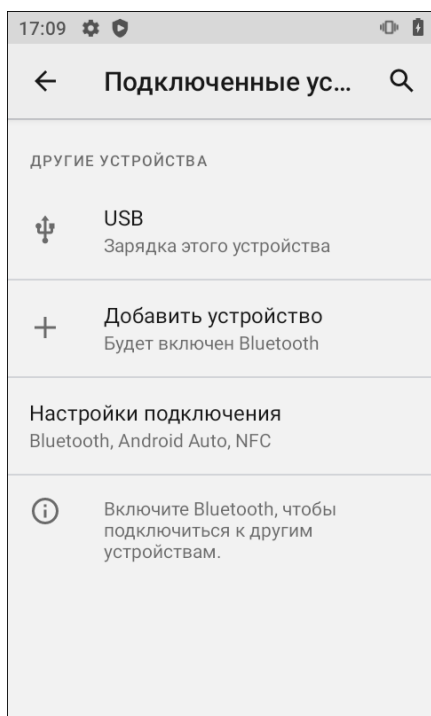 17:09
Подключенные ус...
ДРУГИЕ УСТРОЙСТВА
USB
Зарядка этого устройства
Добавить устройство
Будет включен Bluetooth
Настройки подключения
Bluetooth, Android Auto, NFC
Включите Bluetooth, чтобы
подключиться к другим
устройствам.